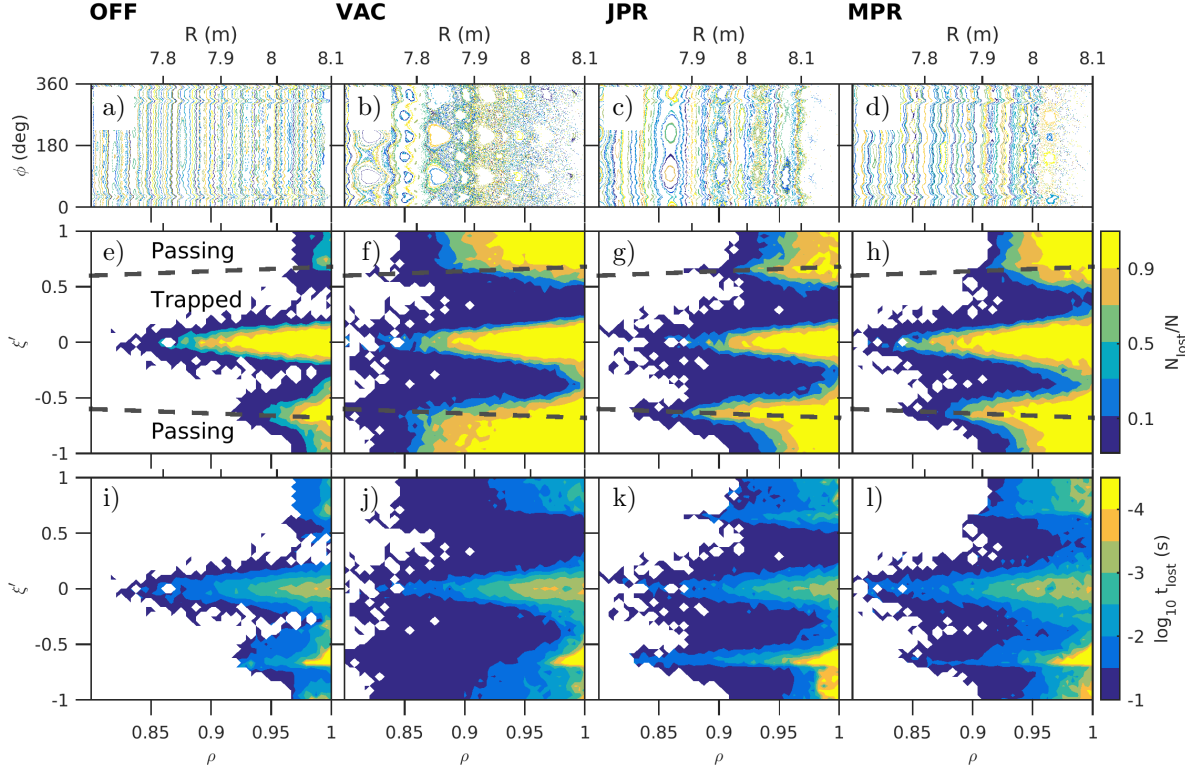 OFF VAC JPR MPR
R (m) R (m) R (m) R (m)
7.8 7.9 8 8.1 7.8 7.9 8 8.1 7.9 8 8.1 7.8 7.9 8 8.1
360 a) b) c) d)
180
0
ϕ (deg)
1 e) Passing f) g) h)
0.5 Trapped
0
-0.5
-1 Passing
ξ′
0.9
0.5
0.1
N_lost/N
1 i) j) k) l)
0.5
0
-0.5
-1
ξ′
-4
-3
-2
-1
log_10 t_lost (s)
0.85 0.9 0.95 1 0.85 0.9 0.95 1 0.85 0.9 0.95 1 0.85 0.9 0.95 1
ρ ρ ρ ρ